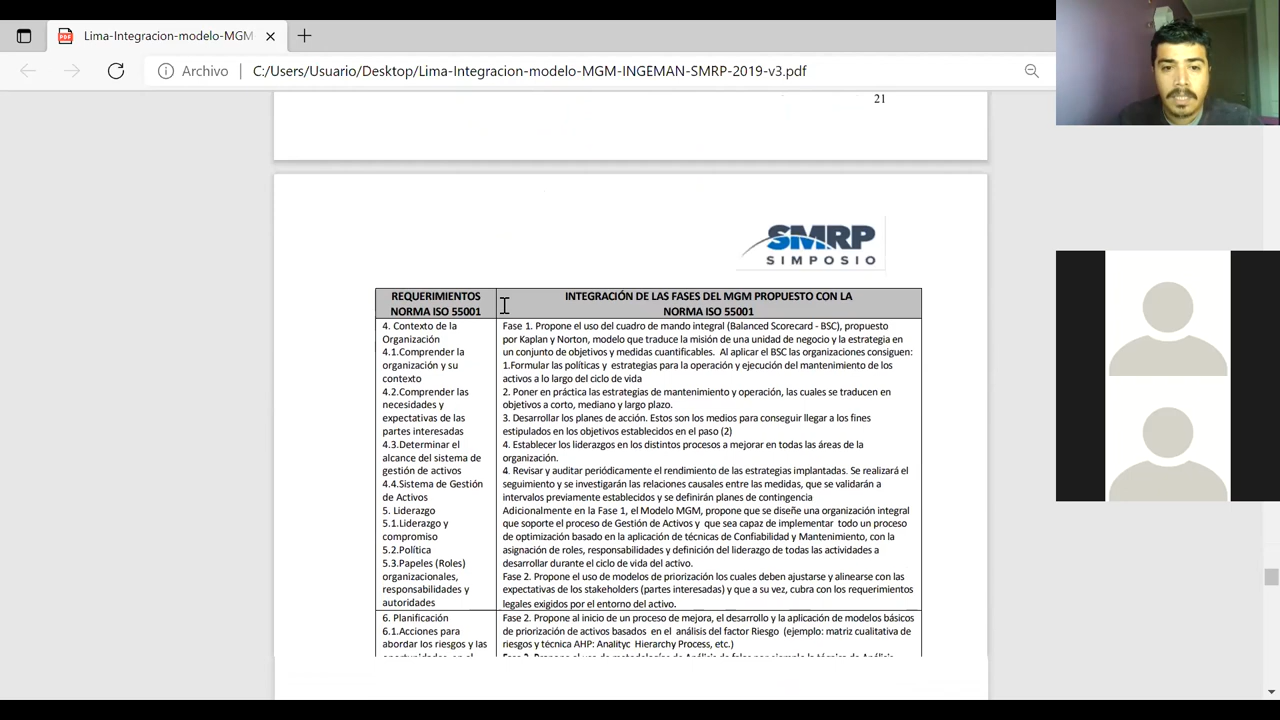 Lima-Integracion-modelo-MGM
Archivo
C:/Users/Usuario/Desktop/Lima-Integracion-modelo-MGM-INGEMAN-SMRP-2019-v3.pdf
21
SMRP
SIMPOSIO
REQUERIMIENTOS
NORMA ISO 55001
INTEGRACIÓN DE LAS FASES DEL MGM PROPUESTO CON LA
NORMA ISO 55001
4. Contexto de la
Organización
4.1.Comprender la
organización y su
contexto
4.2.Comprender las
necesidades y
expectativas de las
partes interesadas
4.3.Determinar el
alcance del sistema de
gestión de activos
4.4.Sistema de Gestión
de Activos
5. Liderazgo
5.1.Liderazgo y
compromiso
5.2.Política
5.3.Papeles (Roles)
organizacionales,
responsabilidades y
autoridades
Fase 1. Propone el uso del cuadro de mando integral (Balanced Scorecard - BSC), propuesto
por Kaplan y Norton, modelo que traduce la misión de una unidad de negocio y la estrategia en
un conjunto de objetivos y medidas cuantificables. Al aplicar el BSC las organizaciones consiguen:
1.Formular las políticas y estrategias para la operación y ejecución del mantenimiento de los
activos a lo largo del ciclo de vida
2. Poner en práctica las estrategias de mantenimiento y operación, las cuales se traducen en
objetivos a corto, mediano y largo plazo.
3. Desarrollar los planes de acción. Estos son los medios para conseguir llegar a los fines
estipulados en los objetivos establecidos en el paso (2)
4. Establecer los liderazgos en los distintos procesos a mejorar en todas las áreas de la
organización.
4. Revisar y auditar periódicamente el rendimiento de las estrategias implantadas. Se realizará el
seguimiento y se investigarán las relaciones causales entre las medidas, que se validarán a
intervalos previamente establecidos y se definirán planes de contingencia
Adicionalmente en la Fase 1, el Modelo MGM, propone que se diseñe una organización integral
que soporte el proceso de Gestión de Activos y que sea capaz de implementar todo un proceso
de optimización basado en la aplicación de técnicas de Confiabilidad y Mantenimiento, con la
asignación de roles, responsabilidades y definición del liderazgo de todas las actividades a
desarrollar durante el ciclo de vida del activo.
Fase 2. Propone el uso de modelos de priorización los cuales deben ajustarse y alinearse con las
expectativas de los stakeholders (partes interesadas) y que a su vez, cubra con los requerimientos
legales exigidos por el entorno del activo.
6. Planificación
6.1.Acciones para
abordar los riesgos y las
Fase 2. Propone al inicio de un proceso de mejora, el desarrollo y la aplicación de modelos básicos
de priorización de activos basados en el análisis del factor Riesgo (ejemplo: matriz cualitativa de
riesgos y técnica AHP: Analityc Hierarchy Process, etc.)